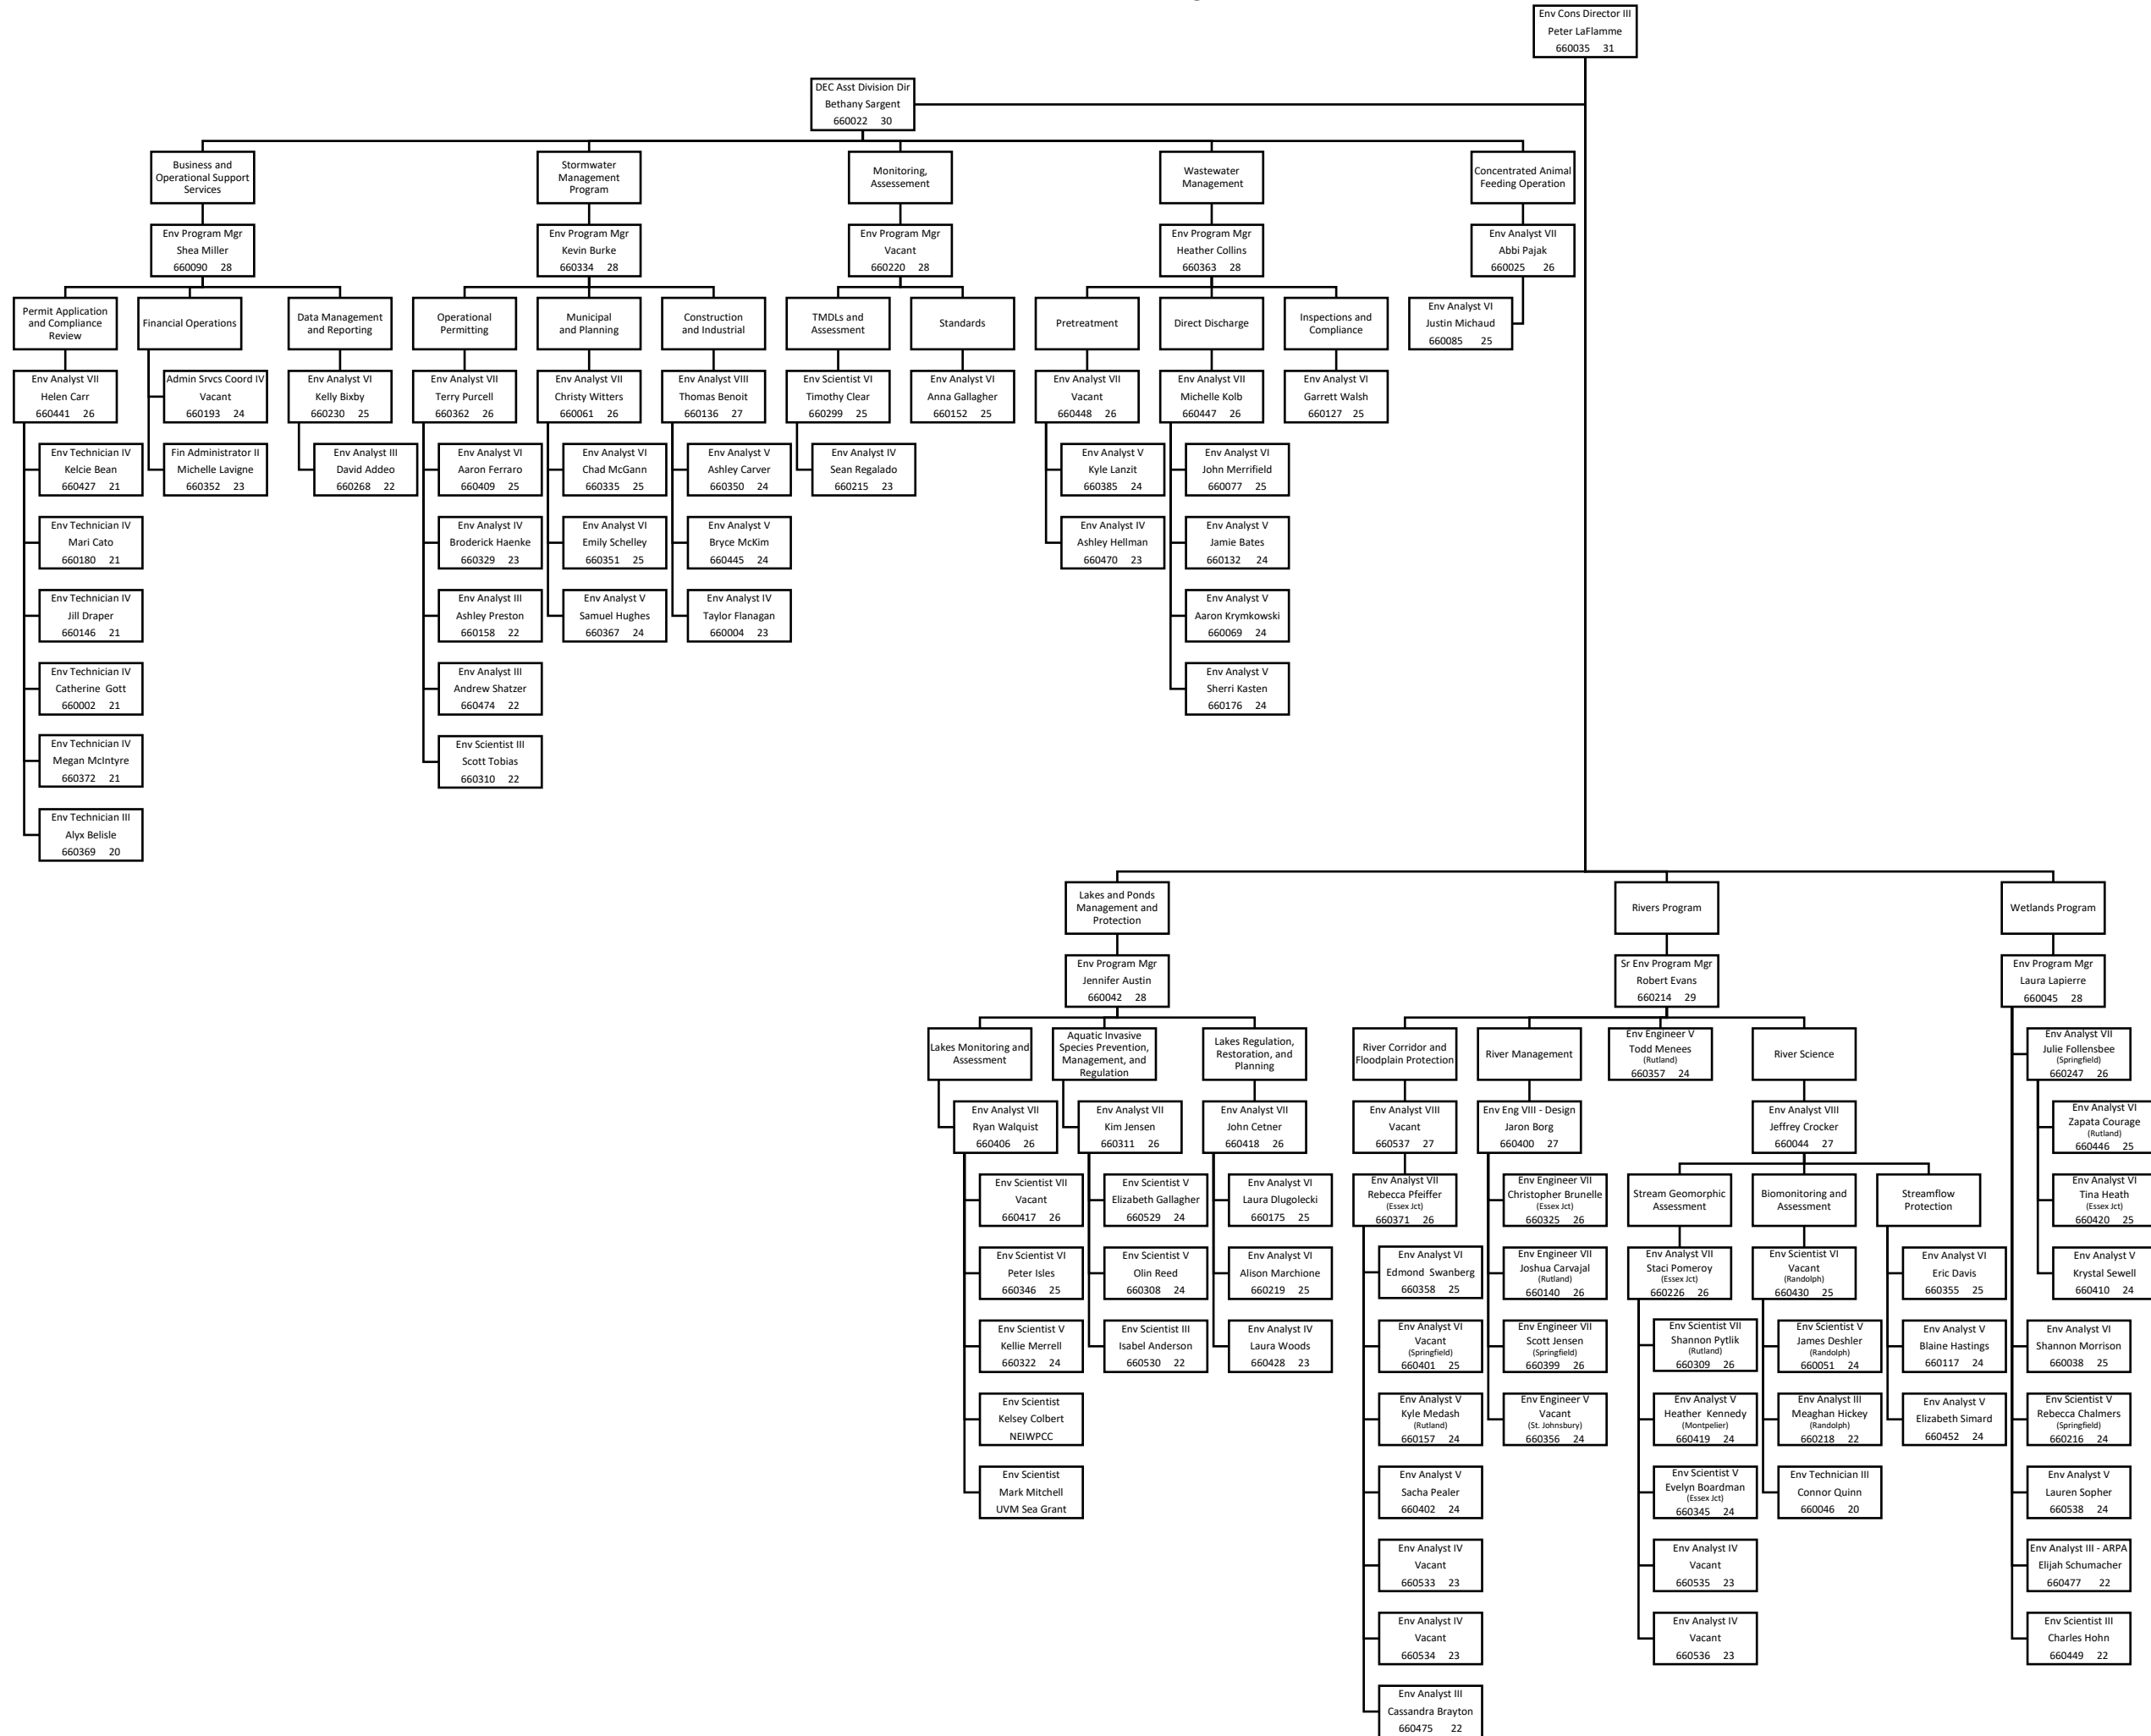 Env Cons Director III
Peter LaFlamme
660035 31
DEC Asst Division Dir
Bethany Sargent
660022 30
Business and
Operational Support
Services
Env Program Mgr
Shea Miller
660090 28
Permit Application
and Compliance
Review
Env Analyst VII
Helen Carr
660441 26
Env Technician IV
Kelcie Bean
660427 21
Env Technician IV
Mari Cato
660180 21
Env Technician IV
Jill Draper
660146 21
Env Technician IV
Catherine Gott
660002 21
Env Technician IV
Megan McIntyre
660372 21
Env Technician III
Alyx Belisle
660369 20
Financial Operations
Admin Srvcs Coord IV
Vacant
660193 24
Fin Administrator II
Michelle Lavigne
660352 23
Data Management
and Reporting
Env Analyst VI
Kelly Bixby
660230 25
Env Analyst III
David Addeo
660268 22
Stormwater
Management
Program
Env Program Mgr
Kevin Burke
660334 28
Operational
Permitting
Env Analyst VII
Terry Purcell
660362 26
Env Analyst VI
Aaron Ferraro
660409 25
Env Analyst IV
Broderick Haenke
660329 23
Env Analyst III
Ashley Preston
660158 22
Env Analyst III
Andrew Shatzer
660474 22
Env Scientist III
Scott Tobias
660310 22
Municipal
and Planning
Env Analyst VII
Christy Witters
660061 26
Env Analyst VI
Chad McGann
660335 25
Env Analyst VI
Emily Schelley
660351 25
Env Analyst V
Samuel Hughes
660367 24
Construction
and Industrial
Env Analyst VIII
Thomas Benoit
660136 27
Env Analyst V
Ashley Carver
660350 24
Env Analyst V
Bryce McKim
660445 24
Env Analyst IV
Taylor Flanagan
660004 23
Monitoring,
Assessement
Env Program Mgr
Vacant
660220 28
TMDLs and
Assessment
Env Scientist VI
Timothy Clear
660299 25
Env Analyst IV
Sean Regalado
660215 23
Standards
Env Analyst VI
Anna Gallagher
660152 25
Wastewater
Management
Env Program Mgr
Heather Collins
660363 28
Pretreatment
Env Analyst VII
Vacant
660448 26
Env Analyst V
Kyle Lanzit
660385 24
Env Analyst IV
Ashley Hellman
660470 23
Direct Discharge
Env Analyst VII
Michelle Kolb
660447 26
Env Analyst VI
John Merrifield
660077 25
Env Analyst V
Jamie Bates
660132 24
Env Analyst V
Aaron Krymkowski
660069 24
Env Analyst V
Sherri Kasten
660176 24
Inspections and
Compliance
Env Analyst VI
Garrett Walsh
660127 25
Concentrated Animal
Feeding Operation
Env Analyst VII
Abbi Pajak
660025 26
Env Analyst VI
Justin Michaud
660085 25
Lakes and Ponds
Management and
Protection
Env Program Mgr
Jennifer Austin
660042 28
Lakes Monitoring and
Assessment
Env Analyst VII
Ryan Walquist
660406 26
Env Scientist VII
Vacant
660417 26
Env Scientist VI
Peter Isles
660346 25
Env Scientist V
Kellie Merrell
660322 24
Env Scientist
Kelsey Colbert
NEIWPCC
Env Scientist
Mark Mitchell
UVM Sea Grant
Aquatic Invasive
Species Prevention,
Management, and
Regulation
Env Analyst VII
Kim Jensen
660311 26
Env Scientist V
Elizabeth Gallagher
660529 24
Env Scientist V
Olin Reed
660308 24
Env Scientist III
Isabel Anderson
660530 22
Lakes Regulation,
Restoration, and
Planning
Env Analyst VII
John Cetner
660418 26
Env Analyst VI
Laura Dlugolecki
660175 25
Env Analyst VI
Alison Marchione
660219 25
Env Analyst IV
Laura Woods
660428 23
Rivers Program
Sr Env Program Mgr
Robert Evans
660214 29
River Corridor and
Floodplain Protection
Env Analyst VIII
Vacant
660537 27
Env Analyst VII
Rebecca Pfeiffer
(Essex Jct)
660371 26
Env Analyst VI
Edmond Swanberg
660358 25
Env Analyst VI
Vacant
(Springfield)
660401 25
Env Analyst V
Kyle Medash
(Rutland)
660157 24
Env Analyst V
Sacha Pealer
660402 24
Env Analyst IV
Vacant
660533 23
Env Analyst IV
Vacant
660534 23
Env Analyst III
Cassandra Brayton
660475 22
River Management
Env Eng VIII - Design
Jaron Borg
660400 27
Env Engineer VII
Christopher Brunelle
(Essex Jct)
660325 26
Env Engineer VII
Joshua Carvajal
(Rutland)
660140 26
Env Engineer VII
Scott Jensen
(Springfield)
660399 26
Env Engineer V
Vacant
(St. Johnsbury)
660356 24
Env Engineer V
Todd Menees
(Rutland)
660357 24
River Science
Env Analyst VIII
Jeffrey Crocker
660044 27
Stream Geomorphic
Assessment
Env Analyst VII
Staci Pomeroy
(Essex Jct)
660226 26
Env Scientist VII
Shannon Pytlik
(Rutland)
660309 26
Env Analyst V
Heather Kennedy
(Montpelier)
660419 24
Env Scientist V
Evelyn Boardman
(Essex Jct)
660345 24
Env Analyst IV
Vacant
660535 23
Env Analyst IV
Vacant
660536 23
Biomonitoring and
Assessment
Env Scientist VI
Vacant
(Randolph)
660430 25
Env Scientist V
James Deshler
(Randolph)
660051 24
Env Analyst III
Meaghan Hickey
(Randolph)
660218 22
Env Technician III
Connor Quinn
660046 20
Streamflow
Protection
Env Analyst VI
Eric Davis
660355 25
Env Analyst V
Blaine Hastings
660117 24
Env Analyst V
Elizabeth Simard
660452 24
Wetlands Program
Env Program Mgr
Laura Lapierre
660045 28
Env Analyst VII
Julie Follensbee
(Springfield)
660247 26
Env Analyst VI
Zapata Courage
(Rutland)
660446 25
Env Analyst VI
Tina Heath
(Essex Jct)
660420 25
Env Analyst V
Krystal Sewell
660410 24
Env Analyst VI
Shannon Morrison
660038 25
Env Scientist V
Rebecca Chalmers
(Springfield)
660216 24
Env Analyst V
Lauren Sopher
660538 24
Env Analyst III - ARPA
Elijah Schumacher
660477 22
Env Scientist III
Charles Hohn
660449 22